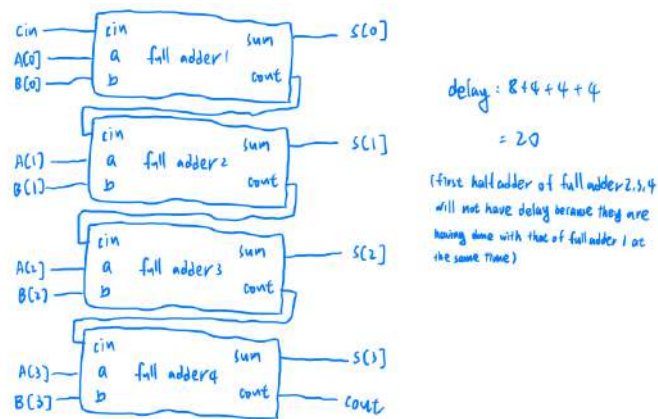 Cin
cin
A[0]
a
B[0]
b
full adder 1
sum
cout
S[0]
cin
A[1]
a
B[1]
b
full adder 2
sum
cout
S[1]
cin
A[2]
a
B[2]
b
full adder 3
sum
cout
S[2]
cin
A[3]
a
B[3]
b
full adder 4
sum
cout
S[3]
cout
delay : 8+4+4+4
= 20
(first half adder of full adder 2,3,4
will not have delay because they are
having done with that of full adder 1 at
the same time)